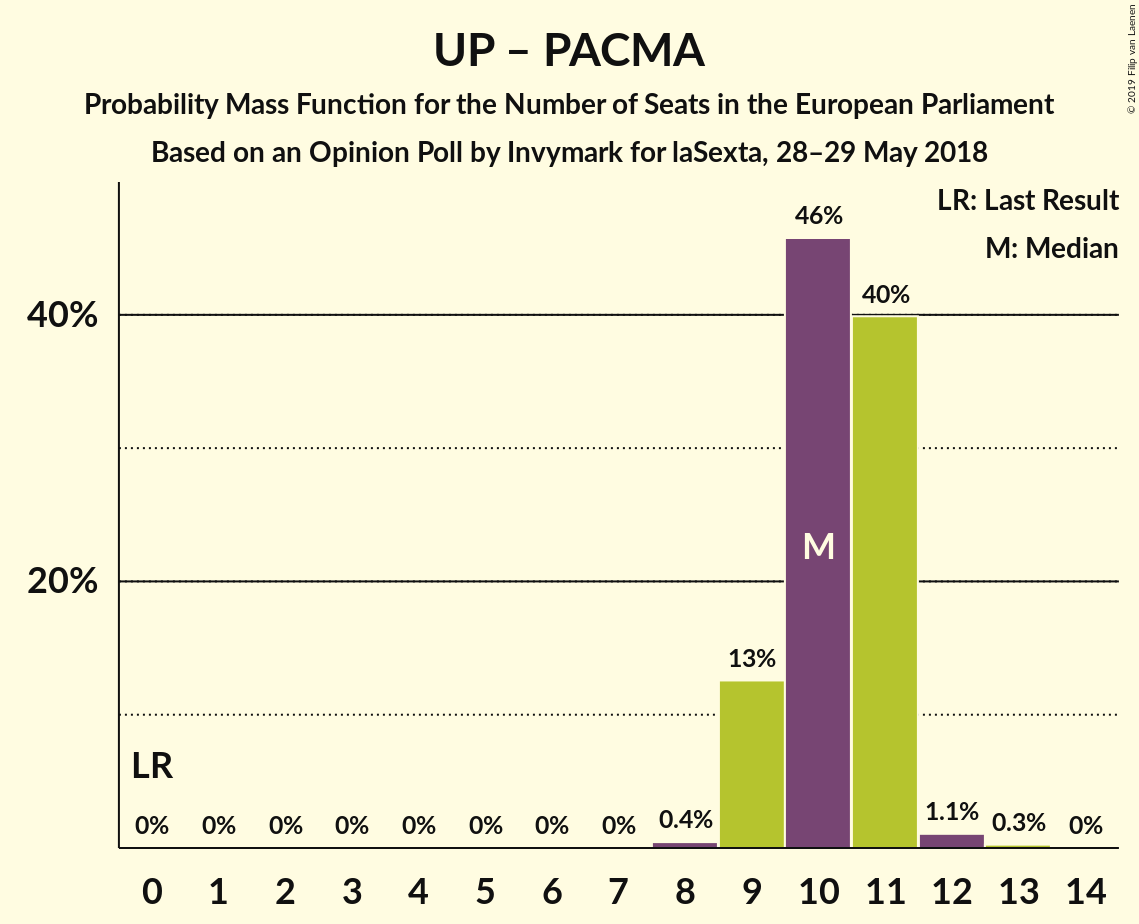 UP – PACMA
Probability Mass Function for the Number of Seats in the European Parliament
Based on an Opinion Poll by Invymark for laSexta, 28–29 May 2018
© 2019 Filip van Laenen
LR: Last Result
M: Median
46%
40%
40%
M
20%
13%
LR
0% 0% 0% 0% 0% 0% 0% 0% 0.4% 1.1% 0.3% 0%
0 1 2 3 4 5 6 7 8 9 10 11 12 13 14